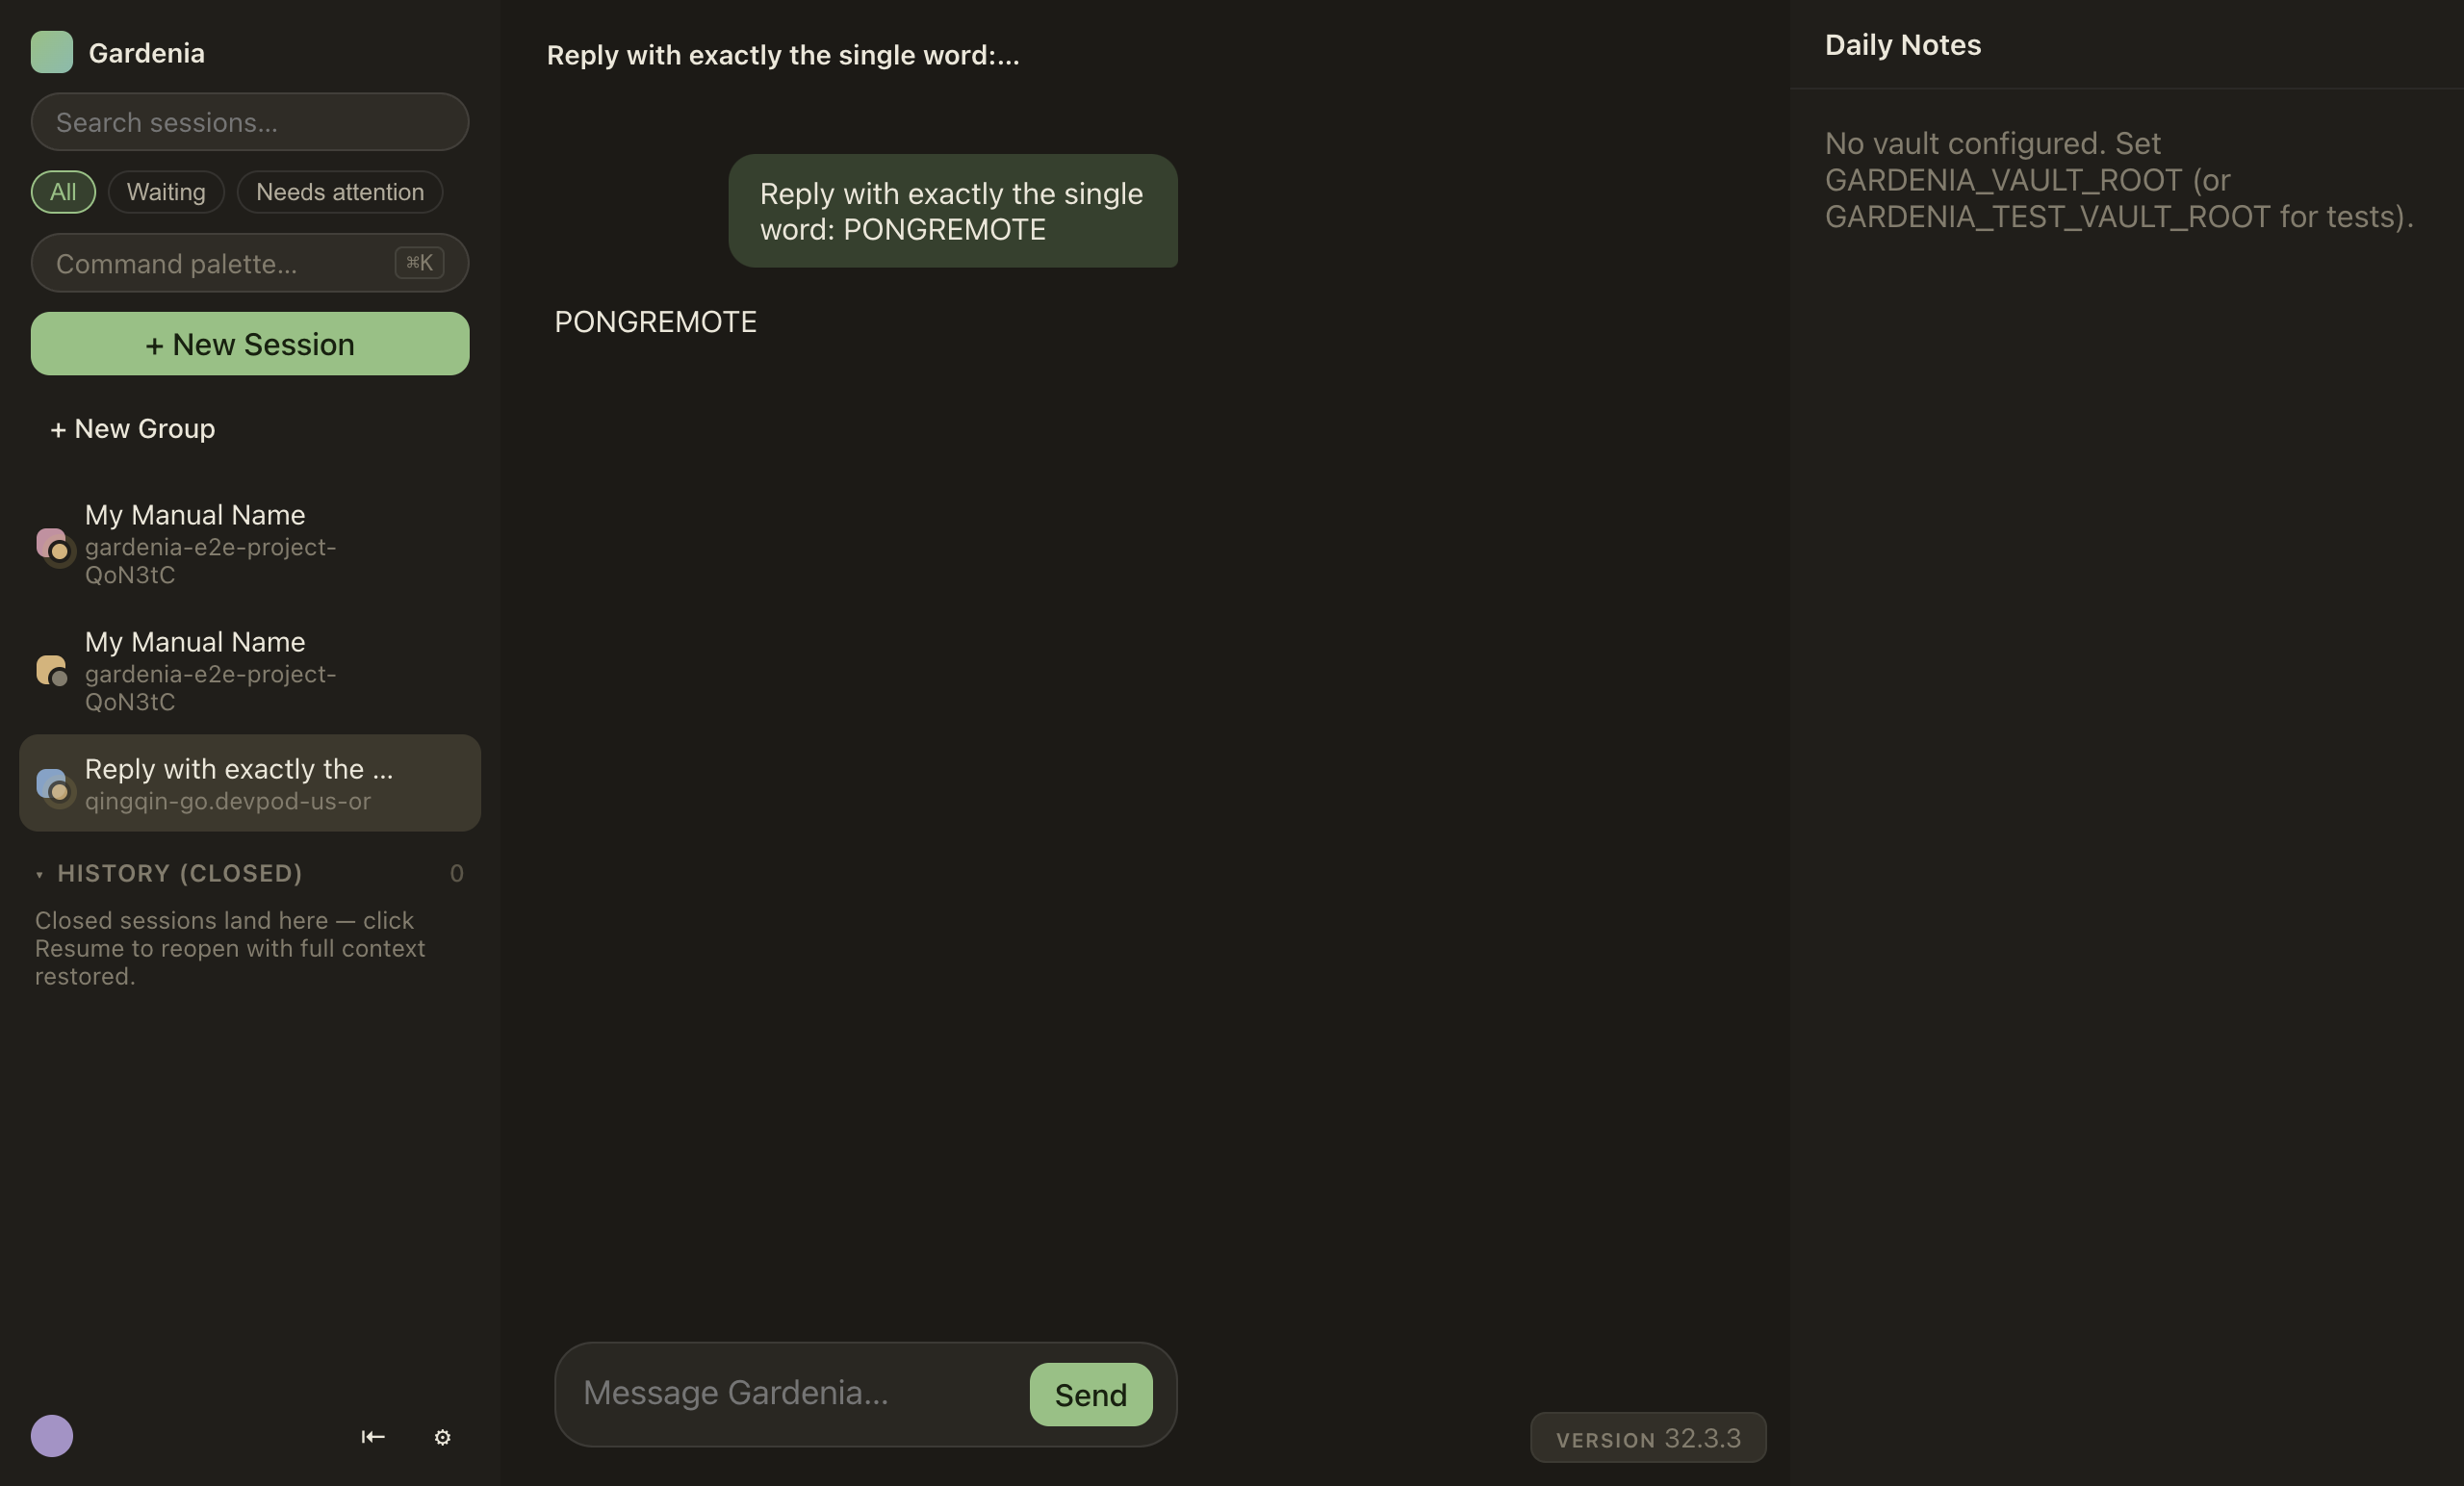 Gardenia
Search sessions...
All
Waiting
Needs attention
Command palette...
⌘K
+ New Session
+ New Group
My Manual Name
gardenia-e2e-project-
QoN3tC
My Manual Name
gardenia-e2e-project-
QoN3tC
Reply with exactly the ...
qingqin-go.devpod-us-or
HISTORY (CLOSED)
0
Closed sessions land here — click
Resume to reopen with full context
restored.
Reply with exactly the single word:...
Reply with exactly the single
word: PONGREMOTE
PONGREMOTE
Message Gardenia...
Send
VERSION 32.3.3
Daily Notes
No vault configured. Set
GARDENIA_VAULT_ROOT (or
GARDENIA_TEST_VAULT_ROOT for tests).